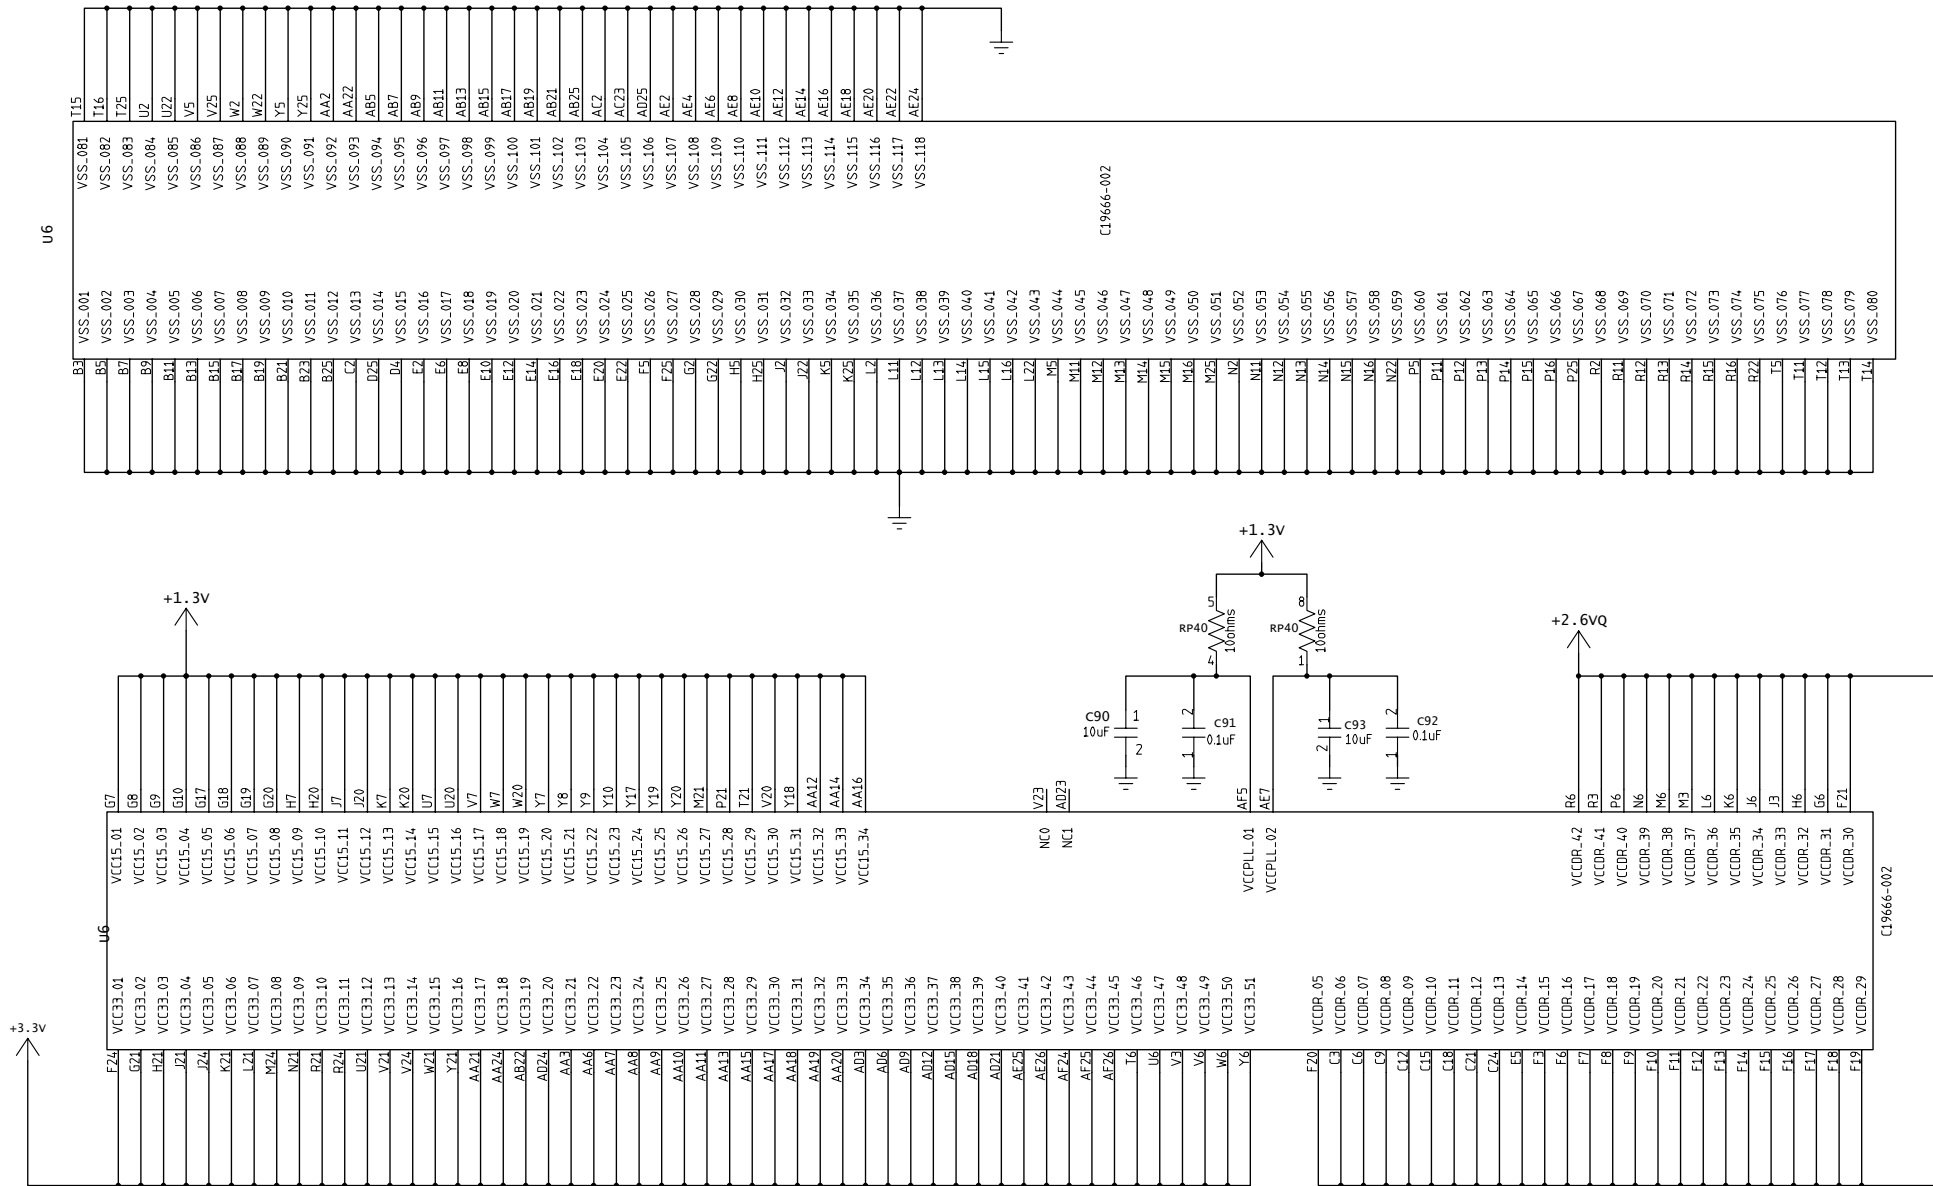 T15 T16 T25 U2 U22 V5 V25 W2 W22 Y5 Y25 AA2 AA22 AB5 AB7 AB9 AB11 AB13 AB15 AB17 AB19 AB21 AB25 AC2 AC23 AD25 AE2 AE4 AE6 AE8 AE10 AE12 AE14 AE16 AE18 AE20 AE22 AE24
VSS_081 VSS_082 VSS_083 VSS_084 VSS_085 VSS_086 VSS_087 VSS_088 VSS_089 VSS_090 VSS_091 VSS_092 VSS_093 VSS_094 VSS_095 VSS_096 VSS_097 VSS_098 VSS_099 VSS_100 VSS_101 VSS_102 VSS_103 VSS_104 VSS_105 VSS_106 VSS_107 VSS_108 VSS_109 VSS_110 VSS_111 VSS_112 VSS_113 VSS_114 VSS_115 VSS_116 VSS_117 VSS_118
U6
C19666-002
VSS_001 VSS_002 VSS_003 VSS_004 VSS_005 VSS_006 VSS_007 VSS_008 VSS_009 VSS_010 VSS_011 VSS_012 VSS_013 VSS_014 VSS_015 VSS_016 VSS_017 VSS_018 VSS_019 VSS_020 VSS_021 VSS_022 VSS_023 VSS_024 VSS_025 VSS_026 VSS_027 VSS_028 VSS_029 VSS_030 VSS_031 VSS_032 VSS_033 VSS_034 VSS_035 VSS_036 VSS_037 VSS_038 VSS_039 VSS_040 VSS_041 VSS_042 VSS_043 VSS_044 VSS_045 VSS_046 VSS_047 VSS_048 VSS_049 VSS_050 VSS_051 VSS_052 VSS_053 VSS_054 VSS_055 VSS_056 VSS_057 VSS_058 VSS_059 VSS_060 VSS_061 VSS_062 VSS_063 VSS_064 VSS_065 VSS_066 VSS_067 VSS_068 VSS_069 VSS_070 VSS_071 VSS_072 VSS_073 VSS_074 VSS_075 VSS_076 VSS_077 VSS_078 VSS_079 VSS_080
B3 B5 B7 B9 B11 B13 B15 B17 B19 B21 B23 B25 C2 D25 D4 E2 E6 E8 E10 E12 E14 E16 E18 E20 E22 F5 F25 G2 G22 H5 H25 J2 J22 K5 K25 L2 L11 L12 L13 L14 L15 L16 L22 M5 M11 M12 M13 M14 M15 M16 M25 N2 N11 N12 N13 N14 N15 N16 N22 P5 P11 P12 P13 P14 P15 P16 P25 R2 R11 R12 R13 R14 R15 R16 R22 T5 T11 T12 T13 T14
+1.3V
+1.3V
+2.6VQ
5
RP40
10ohms
4
8
RP40
10ohms
1
C90
10uF
1
2
2
C91
0.1uF
1
1
C93
10uF
2
2
C92
0.1uF
1
G7 G8 G9 G10 G17 G18 G19 G20 H7 H20 J7 J20 K7 K20 U7 U20 V7 W7 W20 Y7 Y8 Y9 Y10 Y17 Y19 Y20 M21 P21 T21 V20 Y18 AA12 AA14 AA16
V23 AD23
AF5 AE7
R6 R3 P6 N6 M6 M3 L6 K6 J6 J3 H6 G6 F21
VCC15_01 VCC15_02 VCC15_03 VCC15_04 VCC15_05 VCC15_06 VCC15_07 VCC15_08 VCC15_09 VCC15_10 VCC15_11 VCC15_12 VCC15_13 VCC15_14 VCC15_15 VCC15_16 VCC15_17 VCC15_18 VCC15_19 VCC15_20 VCC15_21 VCC15_22 VCC15_23 VCC15_24 VCC15_25 VCC15_26 VCC15_27 VCC15_28 VCC15_29 VCC15_30 VCC15_31 VCC15_32 VCC15_33 VCC15_34
NC0 NC1
VCCPLL_01 VCCPLL_02
VCCDR_42 VCCDR_41 VCCDR_40 VCCDR_39 VCCDR_38 VCCDR_37 VCCDR_36 VCCDR_35 VCCDR_34 VCCDR_33 VCCDR_32 VCCDR_31 VCCDR_30
U6
C19666-002
VCC33_01 VCC33_02 VCC33_03 VCC33_04 VCC33_05 VCC33_06 VCC33_07 VCC33_08 VCC33_09 VCC33_10 VCC33_11 VCC33_12 VCC33_13 VCC33_14 VCC33_15 VCC33_16 VCC33_17 VCC33_18 VCC33_19 VCC33_20 VCC33_21 VCC33_22 VCC33_23 VCC33_24 VCC33_25 VCC33_26 VCC33_27 VCC33_28 VCC33_29 VCC33_30 VCC33_31 VCC33_32 VCC33_33 VCC33_34 VCC33_35 VCC33_36 VCC33_37 VCC33_38 VCC33_39 VCC33_40 VCC33_41 VCC33_42 VCC33_43 VCC33_44 VCC33_45 VCC33_46 VCC33_47 VCC33_48 VCC33_49 VCC33_50 VCC33_51
VCCDR_05 VCCDR_06 VCCDR_07 VCCDR_08 VCCDR_09 VCCDR_10 VCCDR_11 VCCDR_12 VCCDR_13 VCCDR_14 VCCDR_15 VCCDR_16 VCCDR_17 VCCDR_18 VCCDR_19 VCCDR_20 VCCDR_21 VCCDR_22 VCCDR_23 VCCDR_24 VCCDR_25 VCCDR_26 VCCDR_27 VCCDR_28 VCCDR_29
+3.3V
F24 G21 H21 J21 J24 K21 L21 M24 N21 R21 R24 U21 V21 V24 W21 Y21 AA21 AA24 AB22 AD24 AA3 AA6 AA7 AA8 AA9 AA10 AA11 AA13 AA15 AA17 AA18 AA19 AA20 AD3 AD6 AD9 AD12 AD15 AD18 AD21 AE25 AE26 AF24 AF25 AF26 T6 U6 V3 V6 W6 Y6
F20 C3 C6 C9 C12 C15 C18 C21 C24 E5 F3 F6 F7 F8 F9 F10 F11 F12 F13 F14 F15 F16 F17 F18 F19